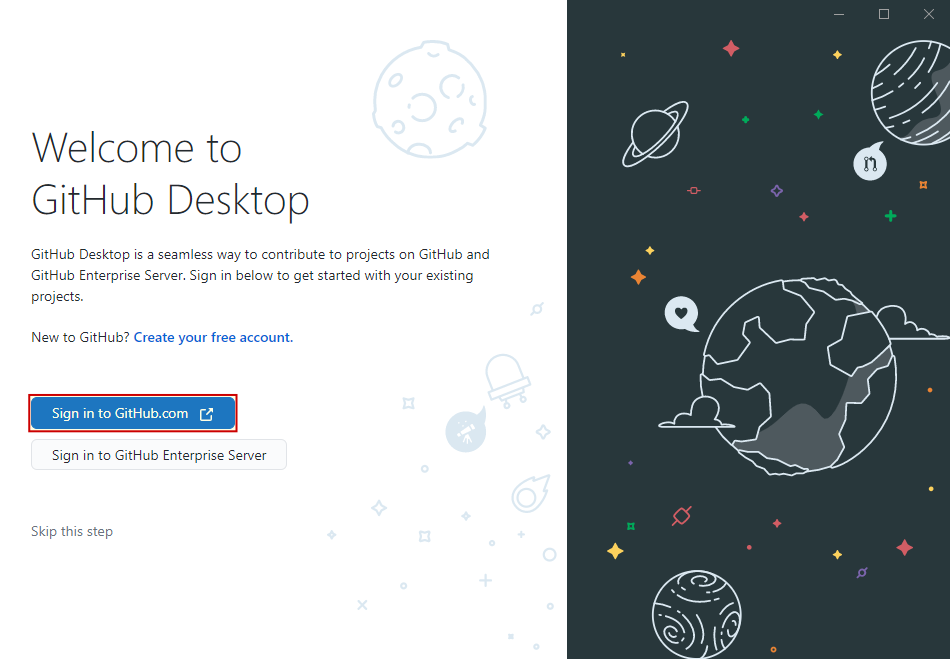 Welcome to
GitHub Desktop
GitHub Desktop is a seamless way to contribute to projects on GitHub and
GitHub Enterprise Server. Sign in below to get started with your existing
projects.
New to GitHub? Create your free account.
Sign in to GitHub.com
Sign in to GitHub Enterprise Server
Skip this step